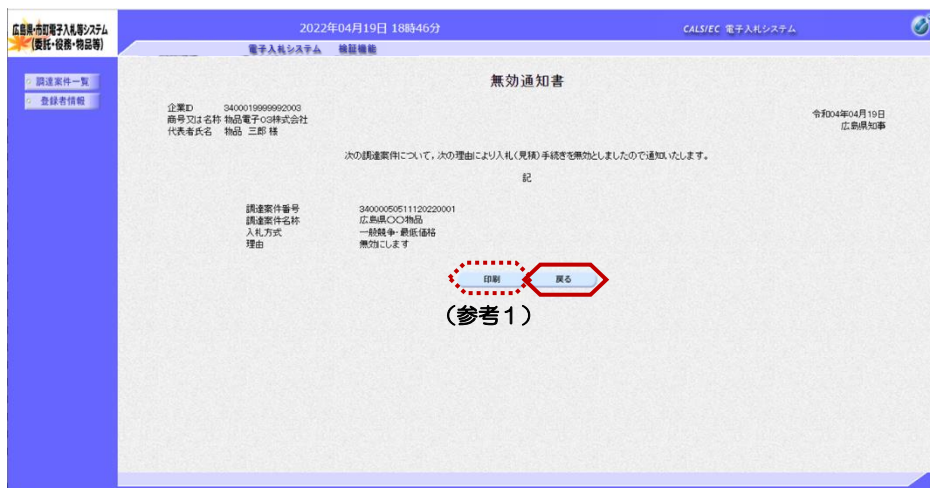 広島県・市町電子入札等システム
(委託・役務・物品等)
2022年04月19日 18時46分
CALS/EC 電子入札システム
電子入札システム 検証機能
調達案件一覧
登録者情報
無効通知書
企業ID 3400019999992003
商号又は名称 物品電子03株式会社
代表者氏名 物品 三郎 様
令和04年04月19日
広島県知事
次の調達案件について，次の理由により入札(見積)手続きを無効としましたので通知いたします。
記
調達案件番号 34000050511120220001
調達案件名称 広島県〇〇物品
入札方式 一般競争・最低価格
理由 無効にします
印刷 戻る
（参考１）